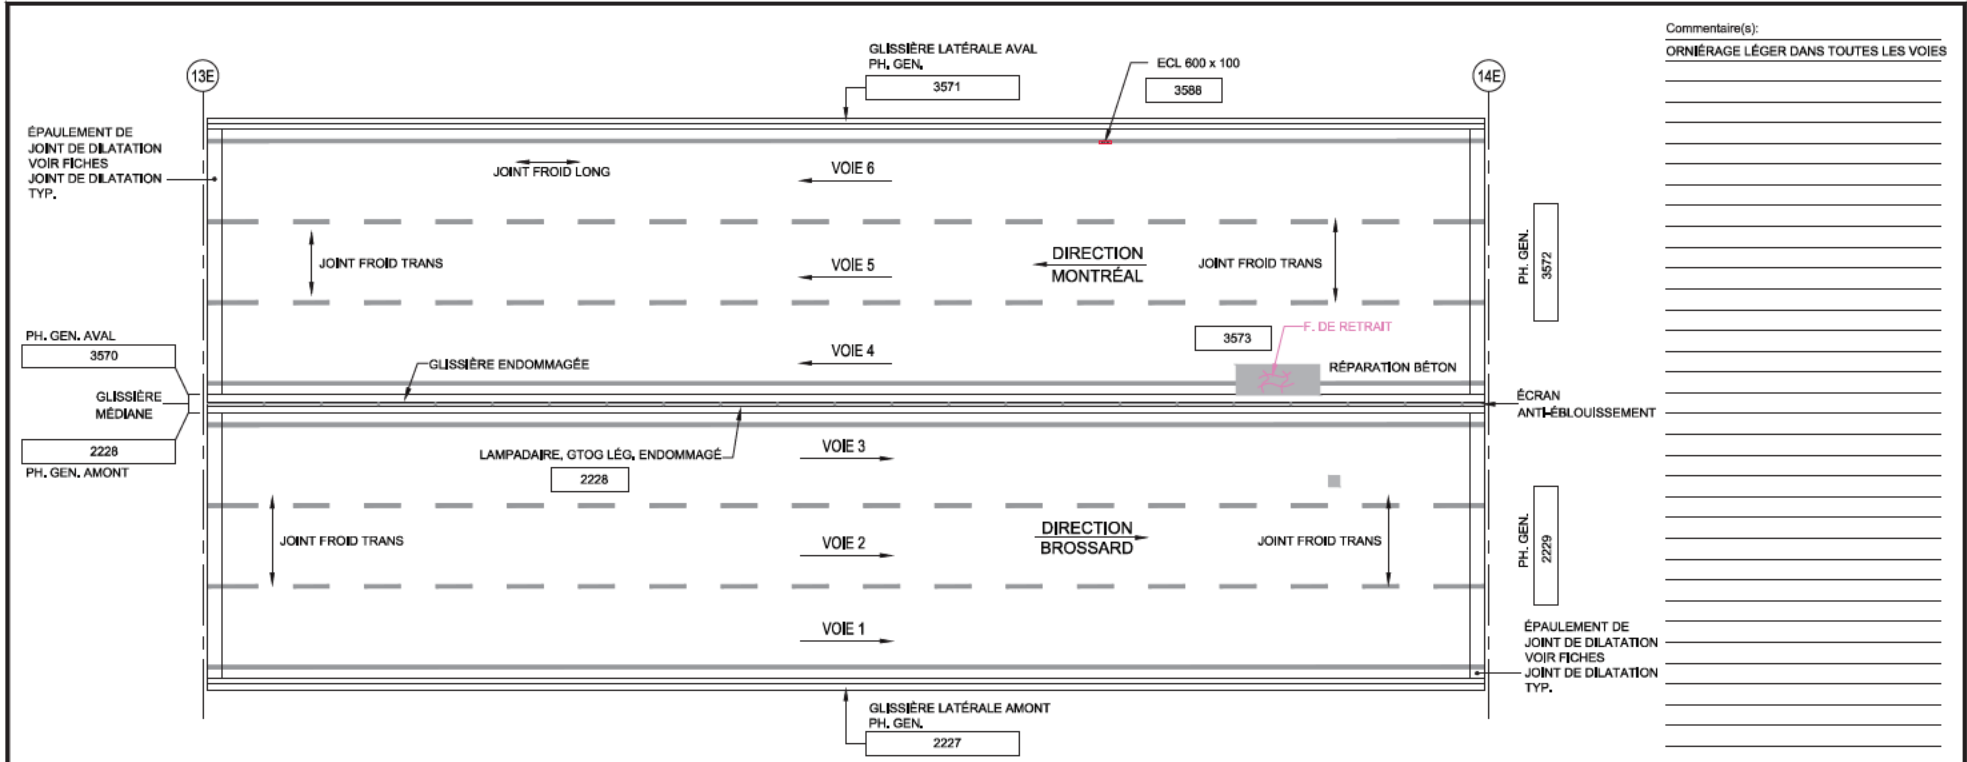 Commentaire(s):
ORNIÉRAGE LÉGER DANS TOUTES LES VOIES
13E
14E
GLISSIÈRE LATÉRALE AVAL
PH. GEN.
3571
ECL 600 x 100
3588
ÉPAULEMENT DE
JOINT DE DILATATION
VOIR FICHES
JOINT DE DILATATION
TYP.
JOINT FROID LONG
VOIE 6
JOINT FROID TRANS
VOIE 5
DIRECTION
MONTRÉAL
JOINT FROID TRANS
PH. GEN.
3572
PH. GEN. AVAL
3570
GLISSIÈRE
MÉDIANE
2228
PH. GEN. AMONT
GLISSIÈRE ENDOMMAGÉE
VOIE 4
3573
F. DE RETRAIT
RÉPARATION BÉTON
ÉCRAN
ANTI-ÉBLOUISSEMENT
LAMPADAIRE, GTOG LÉG. ENDOMMAGÉ
2228
VOIE 3
JOINT FROID TRANS
VOIE 2
DIRECTION
BROSSARD
JOINT FROID TRANS
PH. GEN.
2229
VOIE 1
ÉPAULEMENT DE
JOINT DE DILATATION
VOIR FICHES
JOINT DE DILATATION
TYP.
GLISSIÈRE LATÉRALE AMONT
PH. GEN.
2227